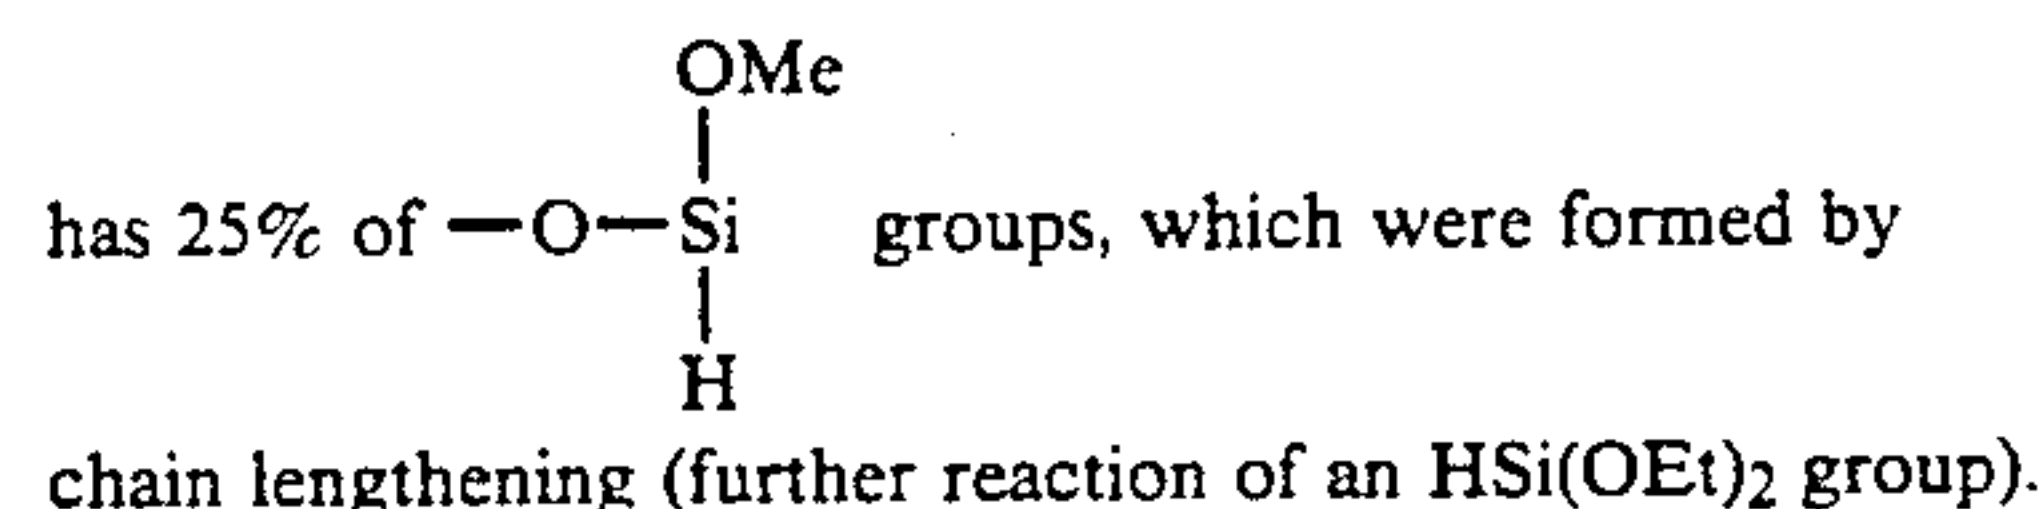 OMe
has 25% of —O—Si groups, which were formed by
H
chain lengthening (further reaction of an HSi(OEt)2 group).